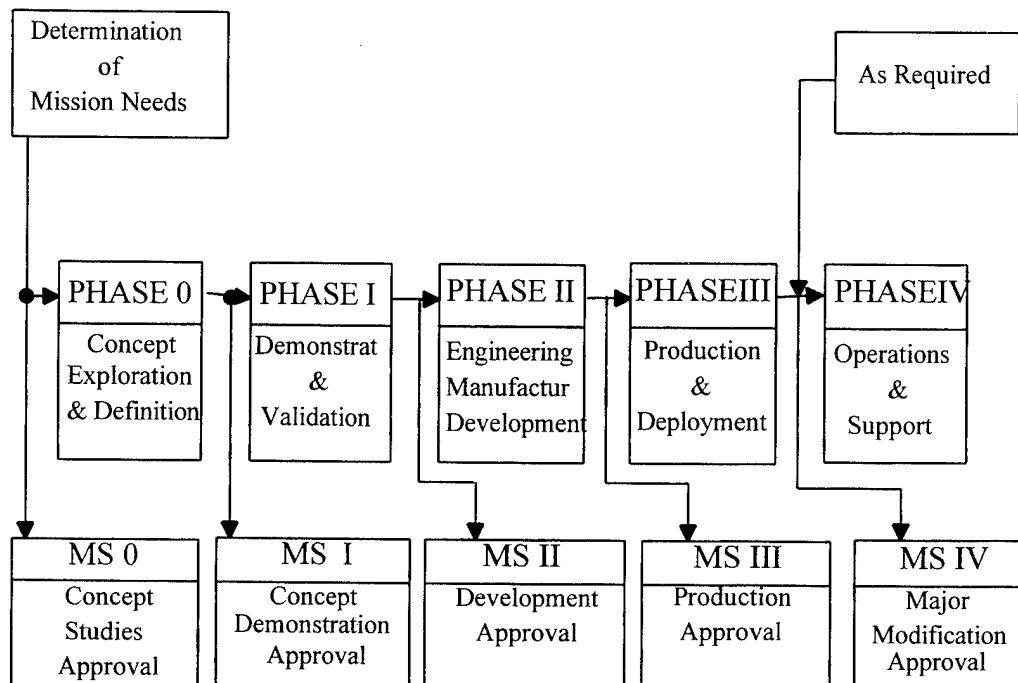 Determination
of
Mission Needs
As Required
PHASE 0
Concept
Exploration
& Definition
PHASE I
Demonstrat
&
Validation
PHASE II
Engineering
Manufactur
Development
PHASEIII
Production
&
Deployment
PHASEIV
Operations
&
Support
MS 0
Concept
Studies
Approval
MS I
Concept
Demonstration
Approval
MS II
Development
Approval
MS III
Production
Approval
MS IV
Major
Modification
Approval